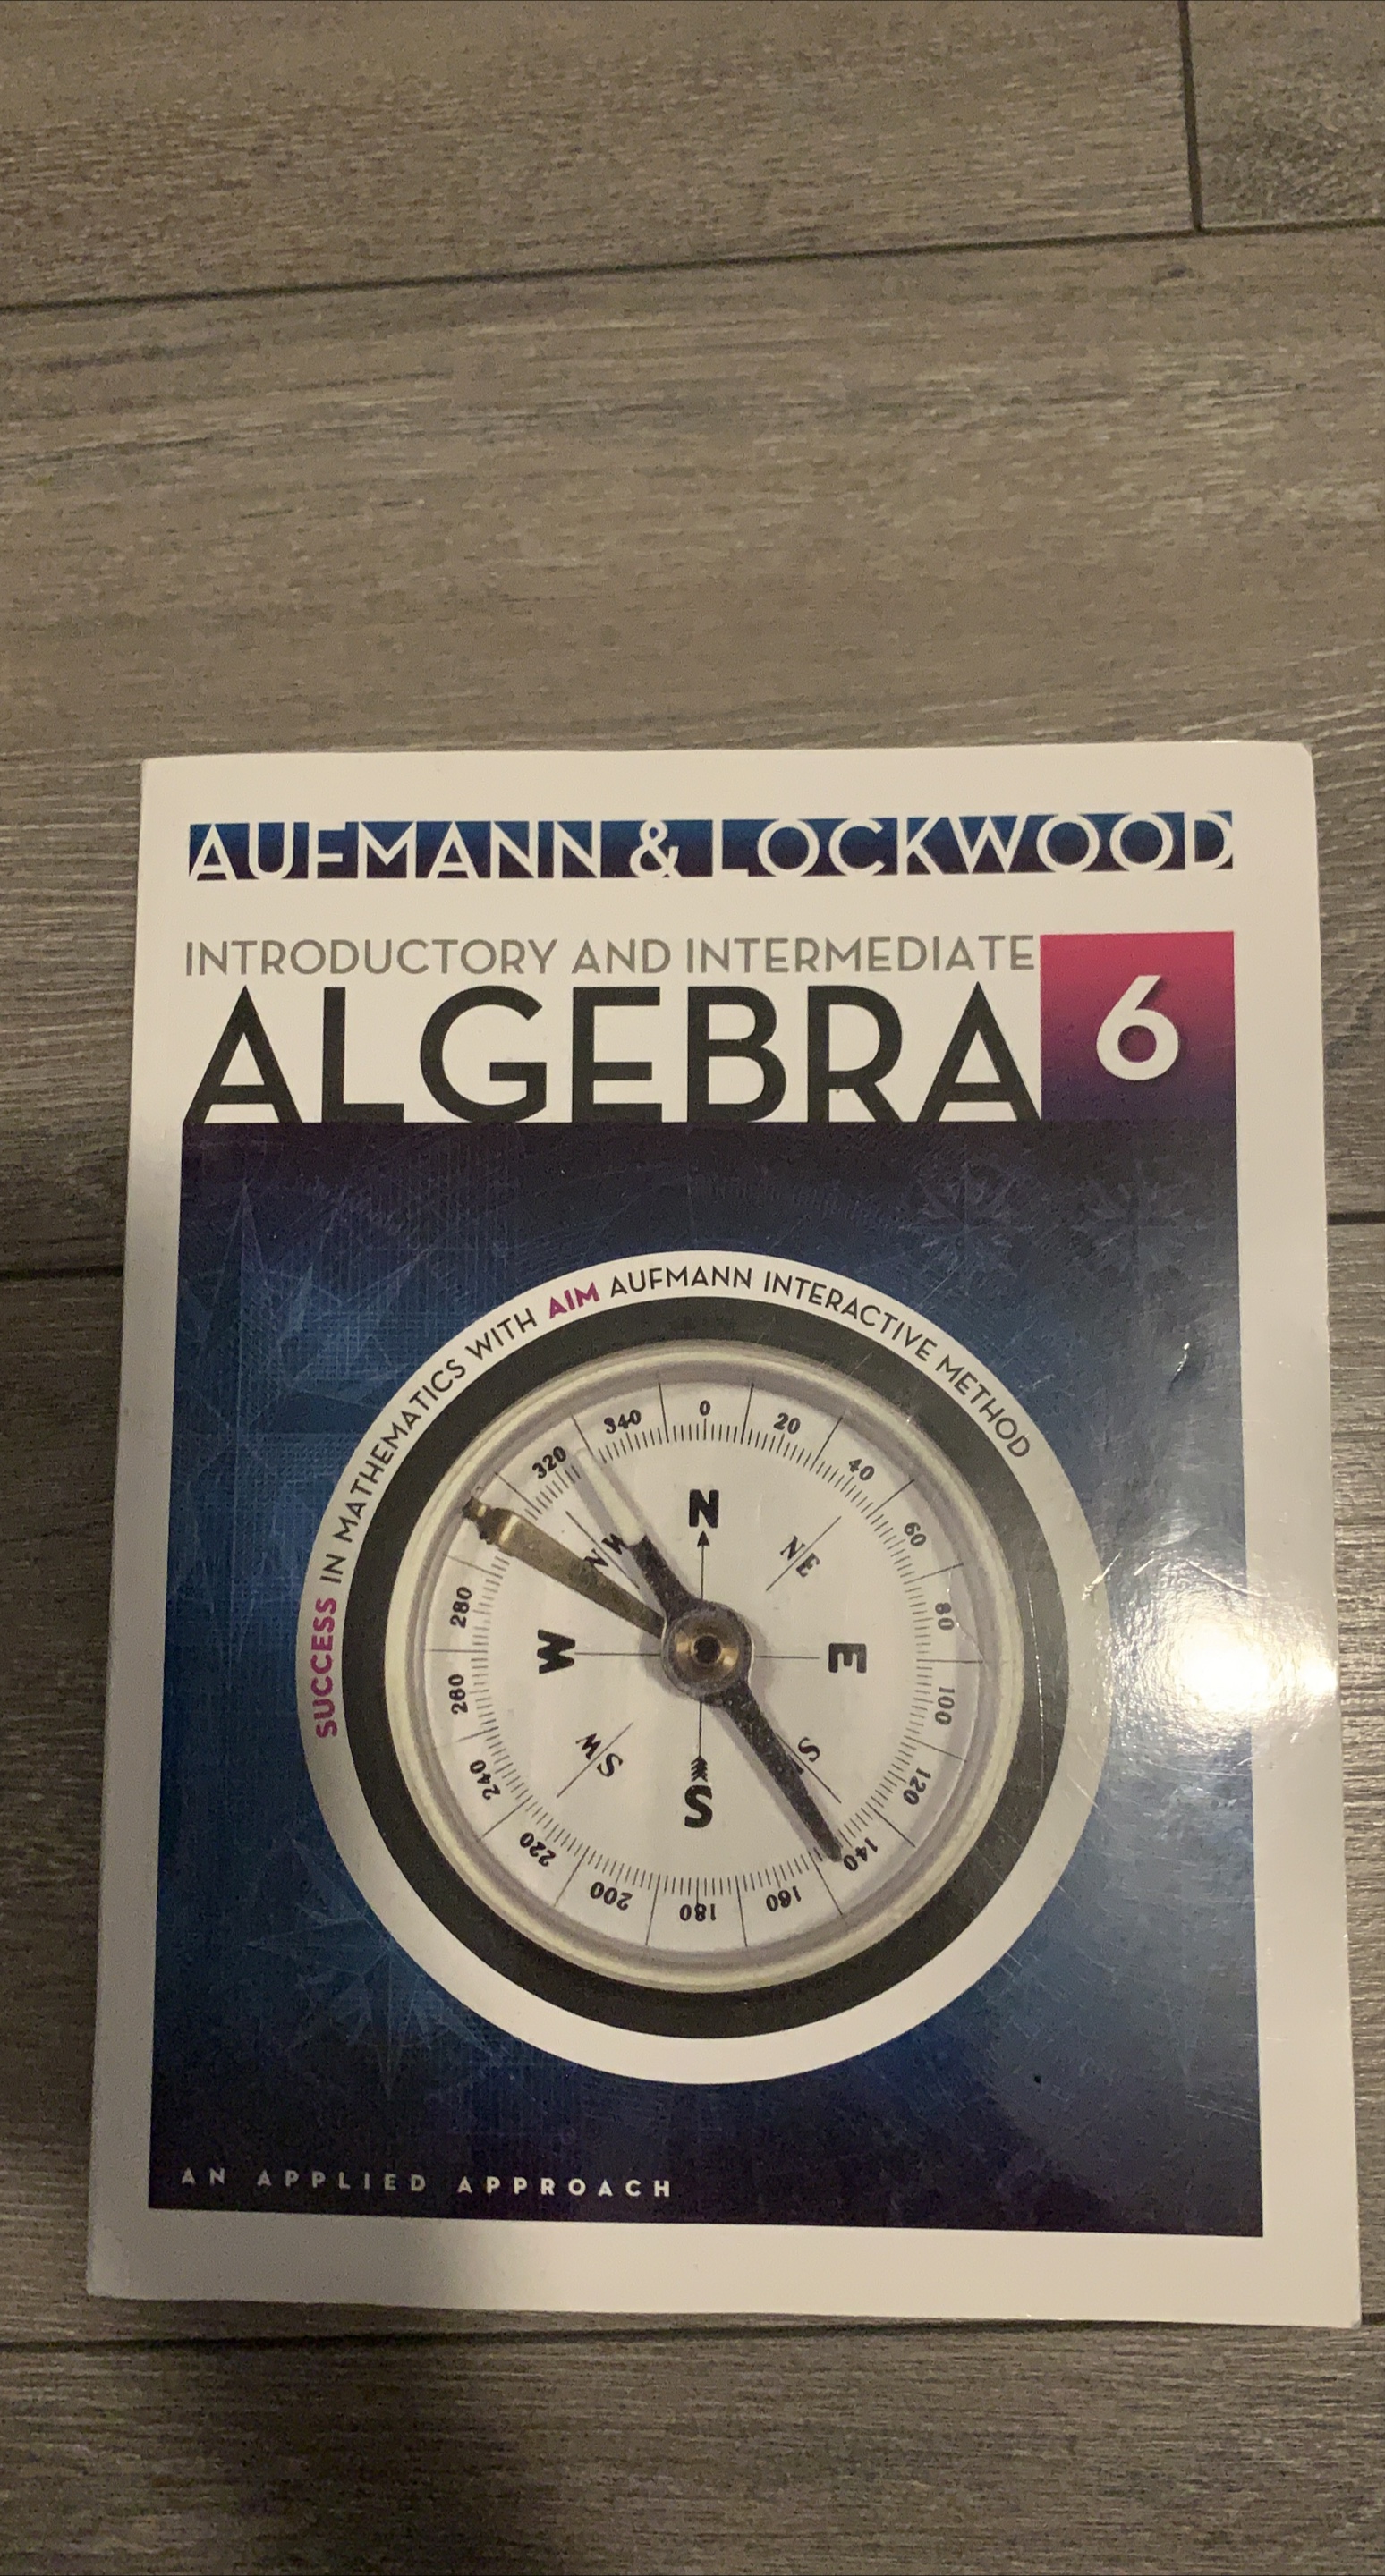 AUFMANN & LOCKWOOD
INTRODUCTORY AND INTERMEDIATE
ALGEBRA 6
SUCCESS IN MATHEMATICS WITH AIM AUFMANN INTERACTIVE METHOD
0
20
40
60
80
100
120
140
160
180
200
220
240
260
280
320
340
N
NE
E
S
S
SW
W
NW
AN APPLIED APPROACH